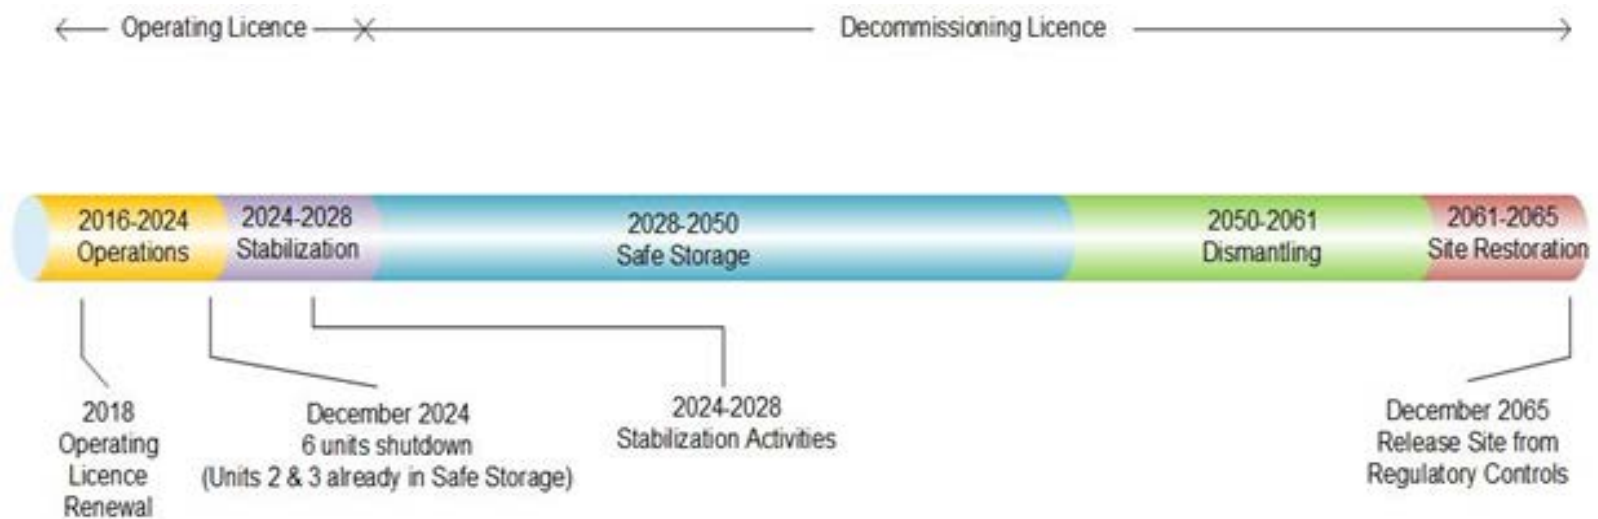 Operating Licence
Decommissioning Licence
2016-2024
Operations
2024-2028
Stabilization
2028-2050
Safe Storage
2050-2061
Dismantling
2061-2065
Site Restoration
2018
Operating
Licence
Renewal
December 2024
6 units shutdown
(Units 2 & 3 already in Safe Storage)
2024-2028
Stabilization Activities
December 2065
Release Site from
Regulatory Controls